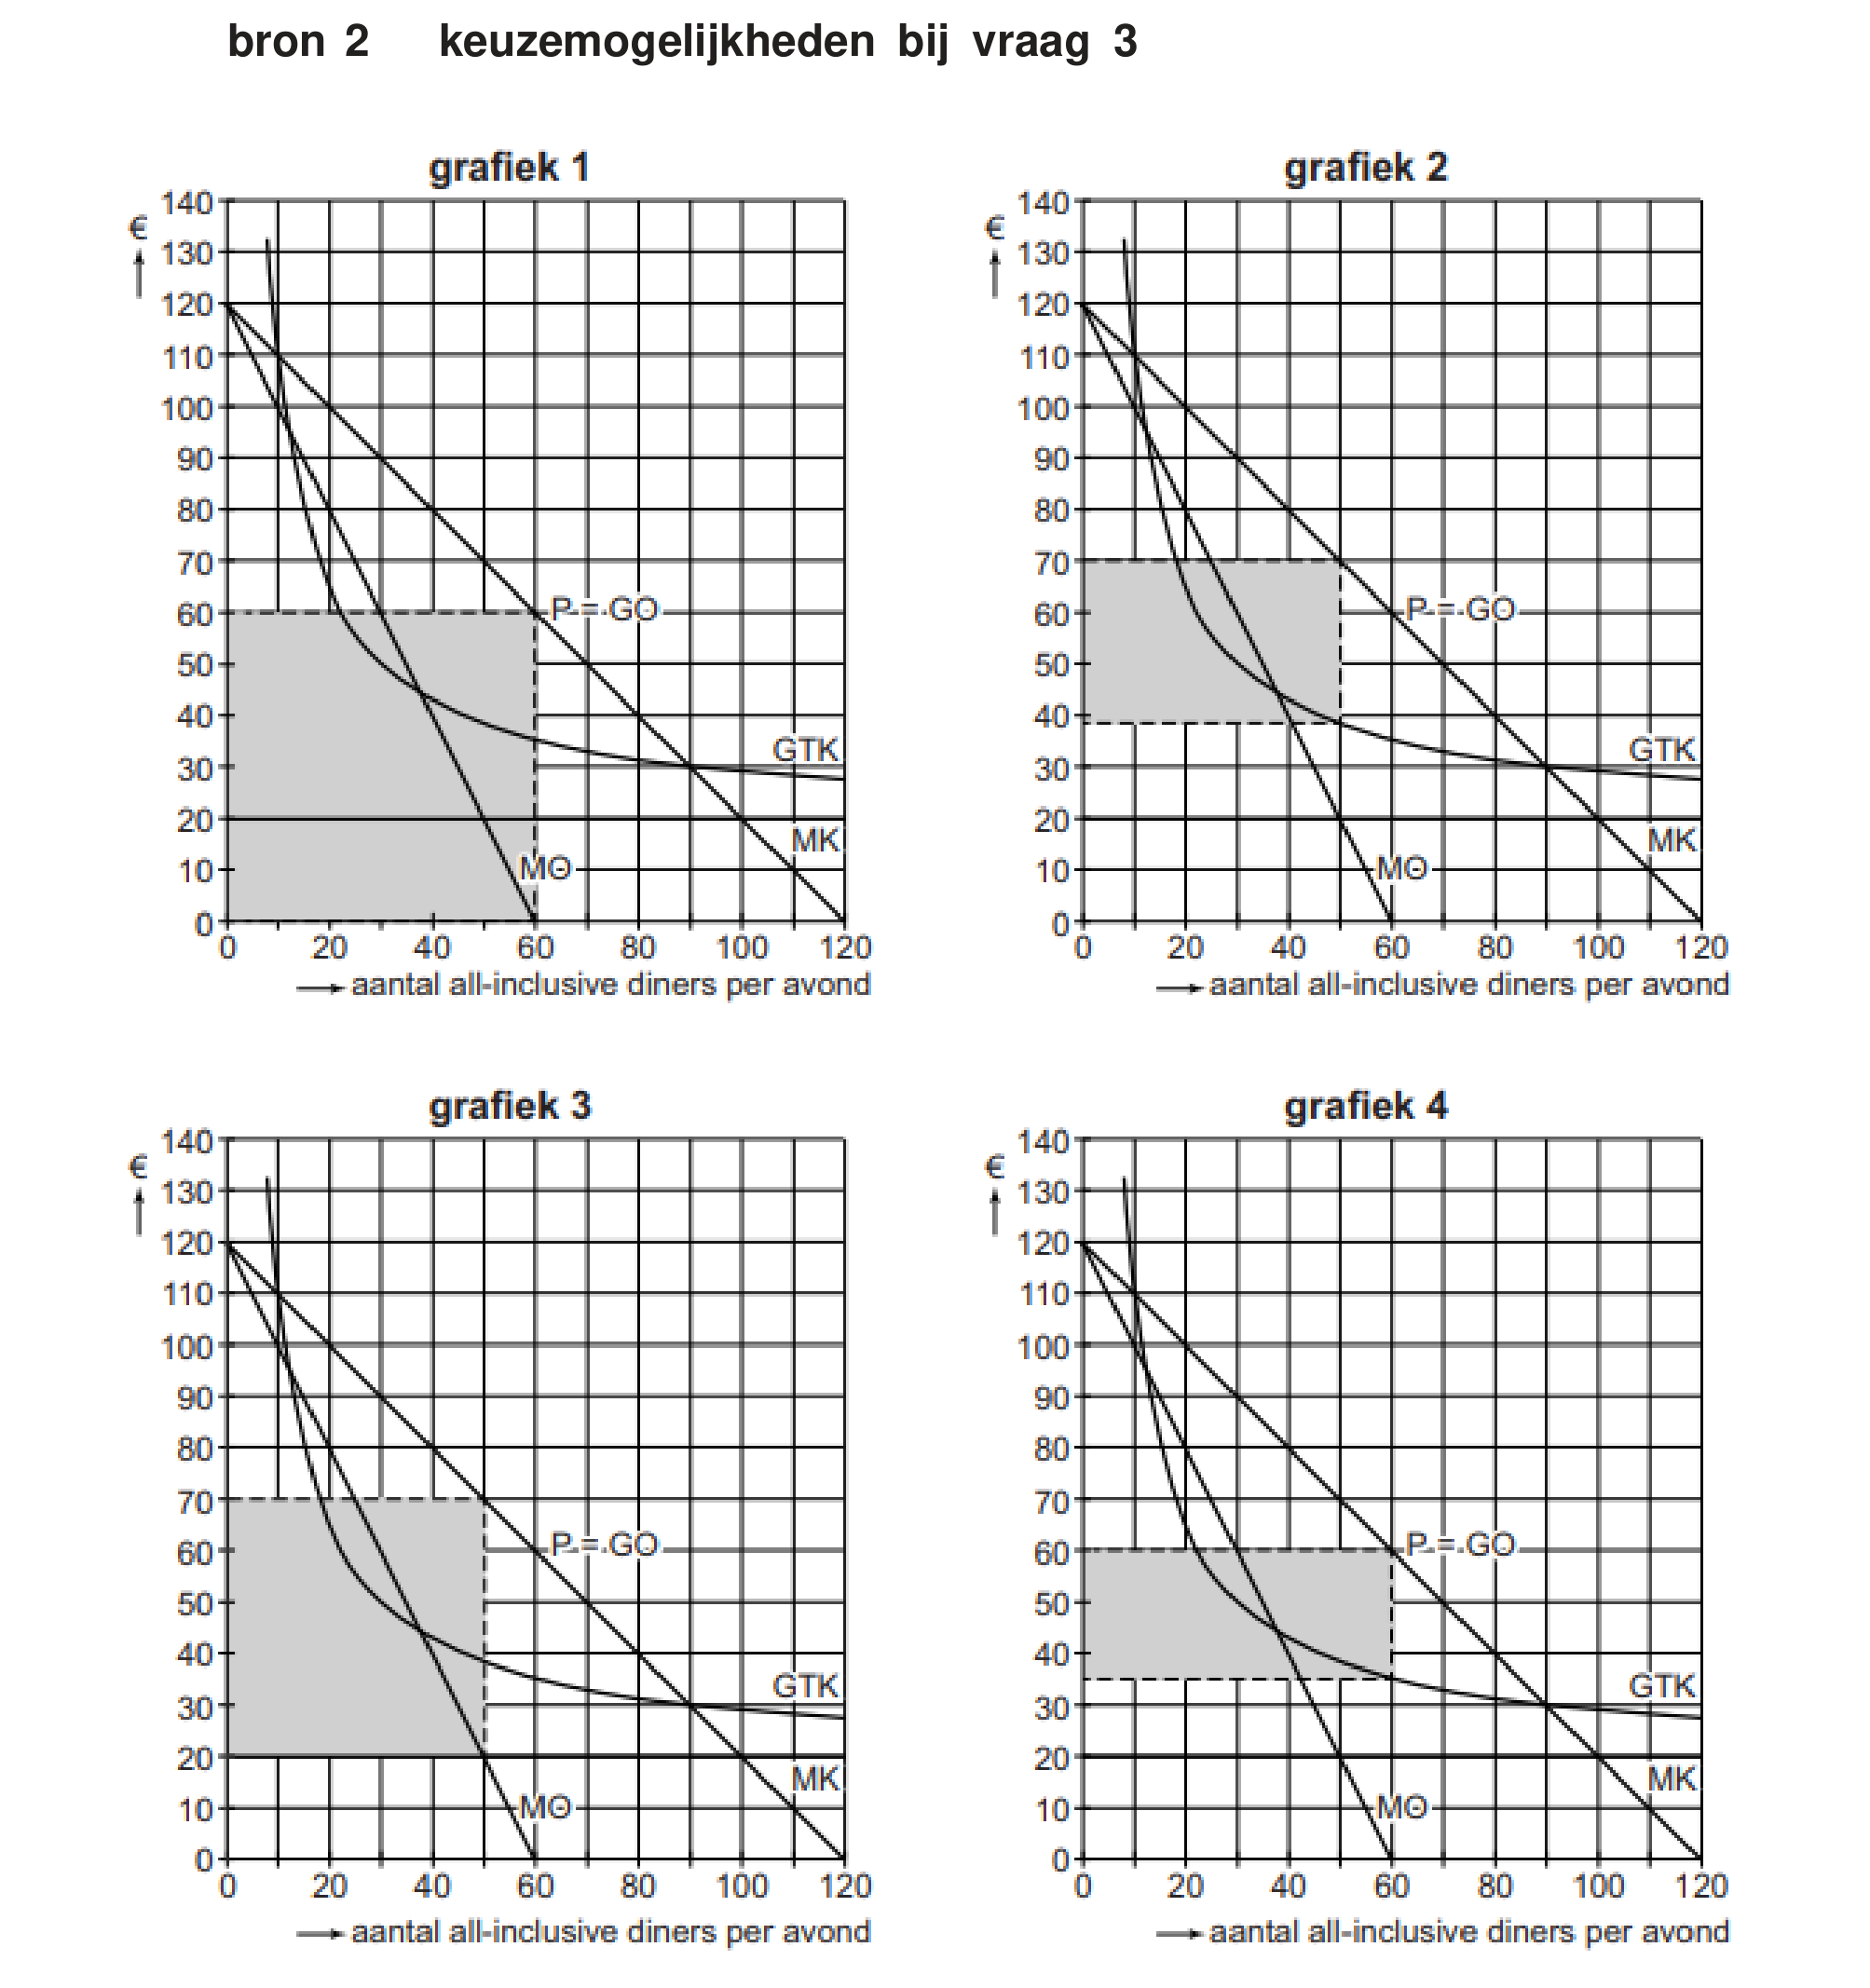 bron 2 keuzemogelijkheden bij vraag 3
grafiek 1
€
140
130
120
110
100
90
80
70
60
50
40
30
20
10
0
P = GO
GTK
MK
MO
0 20 40 60 80 100 120
aantal all-inclusive diners per avond
grafiek 2
€
140
130
120
110
100
90
80
70
60
50
40
30
20
10
0
P = GO
GTK
MK
MO
0 20 40 60 80 100 120
aantal all-inclusive diners per avond
grafiek 3
€
140
130
120
110
100
90
80
70
60
50
40
30
20
10
0
P = GO
GTK
MK
MO
0 20 40 60 80 100 120
aantal all-inclusive diners per avond
grafiek 4
€
140
130
120
110
100
90
80
70
60
50
40
30
20
10
0
P = GO
GTK
MK
MO
0 20 40 60 80 100 120
aantal all-inclusive diners per avond